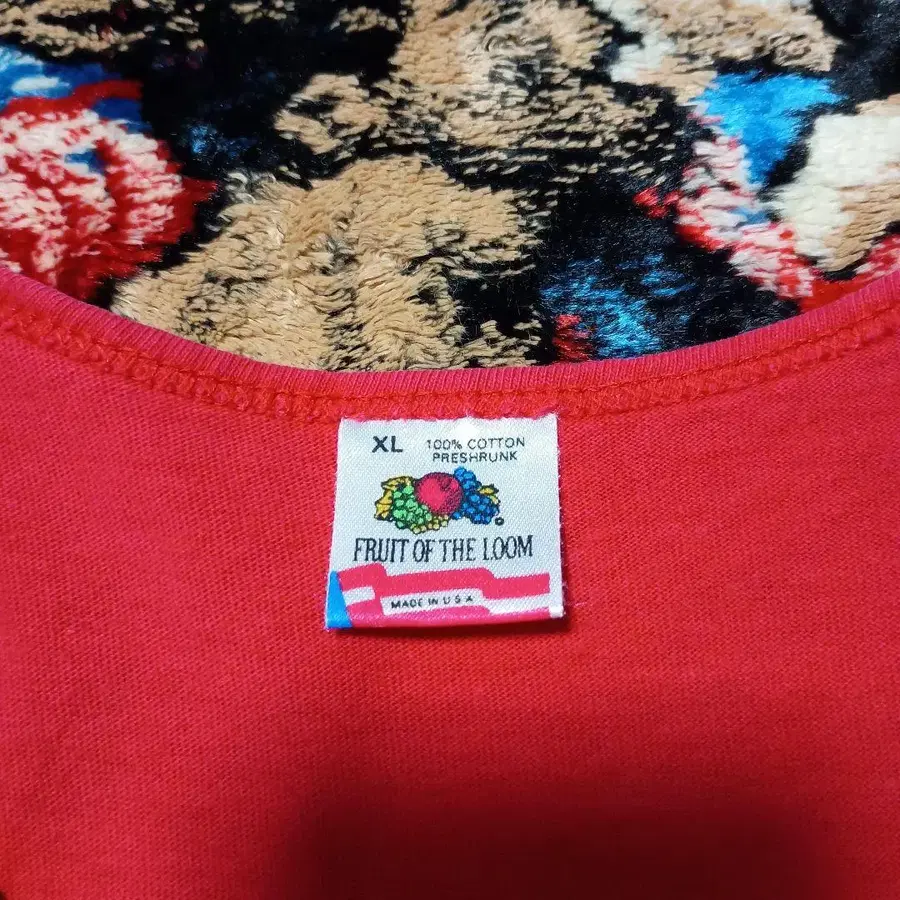 XL 100% COTTON
PRESHRUNK
FRUIT OF THE LOOM
MADE IN U S A